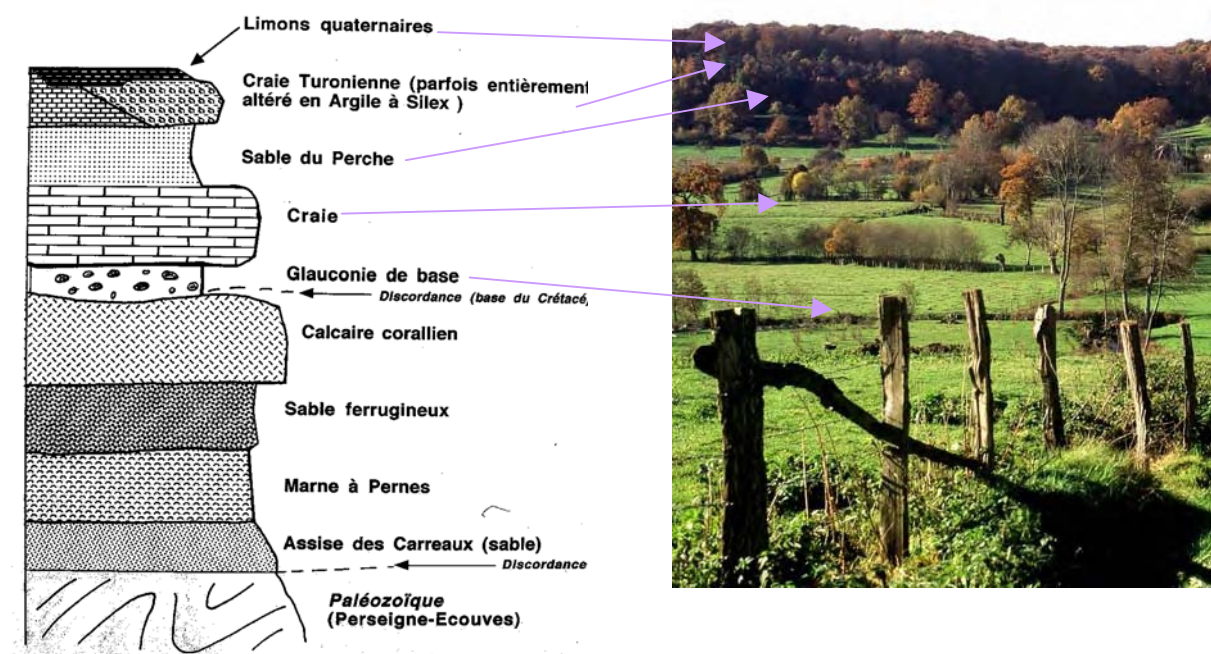 Limons quaternaires
Craie Turonienne (parfois entièrement
altéré en Argile à Silex )
Sable du Perche
Craie
Glauconie de base
Discordance (base du Crétacé)
Calcaire corallien
Sable ferrugineux
Marne à Pernes
Assise des Carreaux (sable)
Discordance
Paléozoïque
(Perseigne-Ecouves)